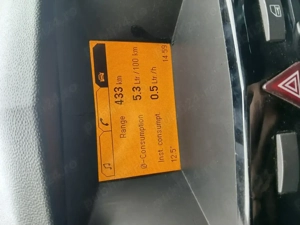 Range 433 km
Ø-Consumption 5.3 Ltr/100 km
Inst consumpt. 0.5 Ltr/h
12.5° 14:59